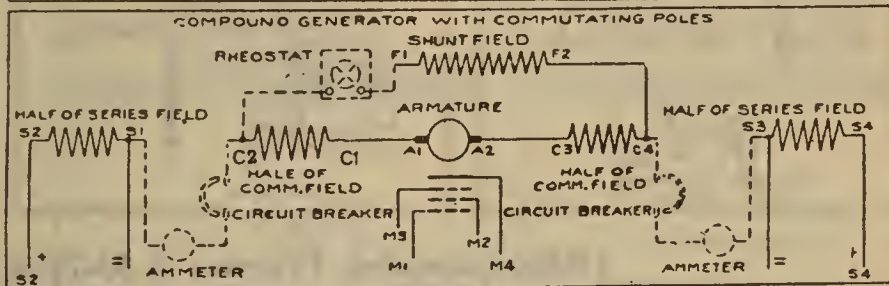 COMPOUND GENERATOR WITH COMMUTATING POLES
SHUNT FIELD
RHEOSTAT
F1
F2
ARMATURE
HALF OF SERIES FIELD
HALF OF SERIES FIELD
S2
S1
C2
C1
A1
A2
C3
C4
S3
S4
HALF OF
COMM. FIELD
HALF OF
COMM. FIELD
CIRCUIT BREAKER
CIRCUIT BREAKER
M3
M2
M1
M4
S2
+
=
AMMETER
AMMETER
=
+
S4